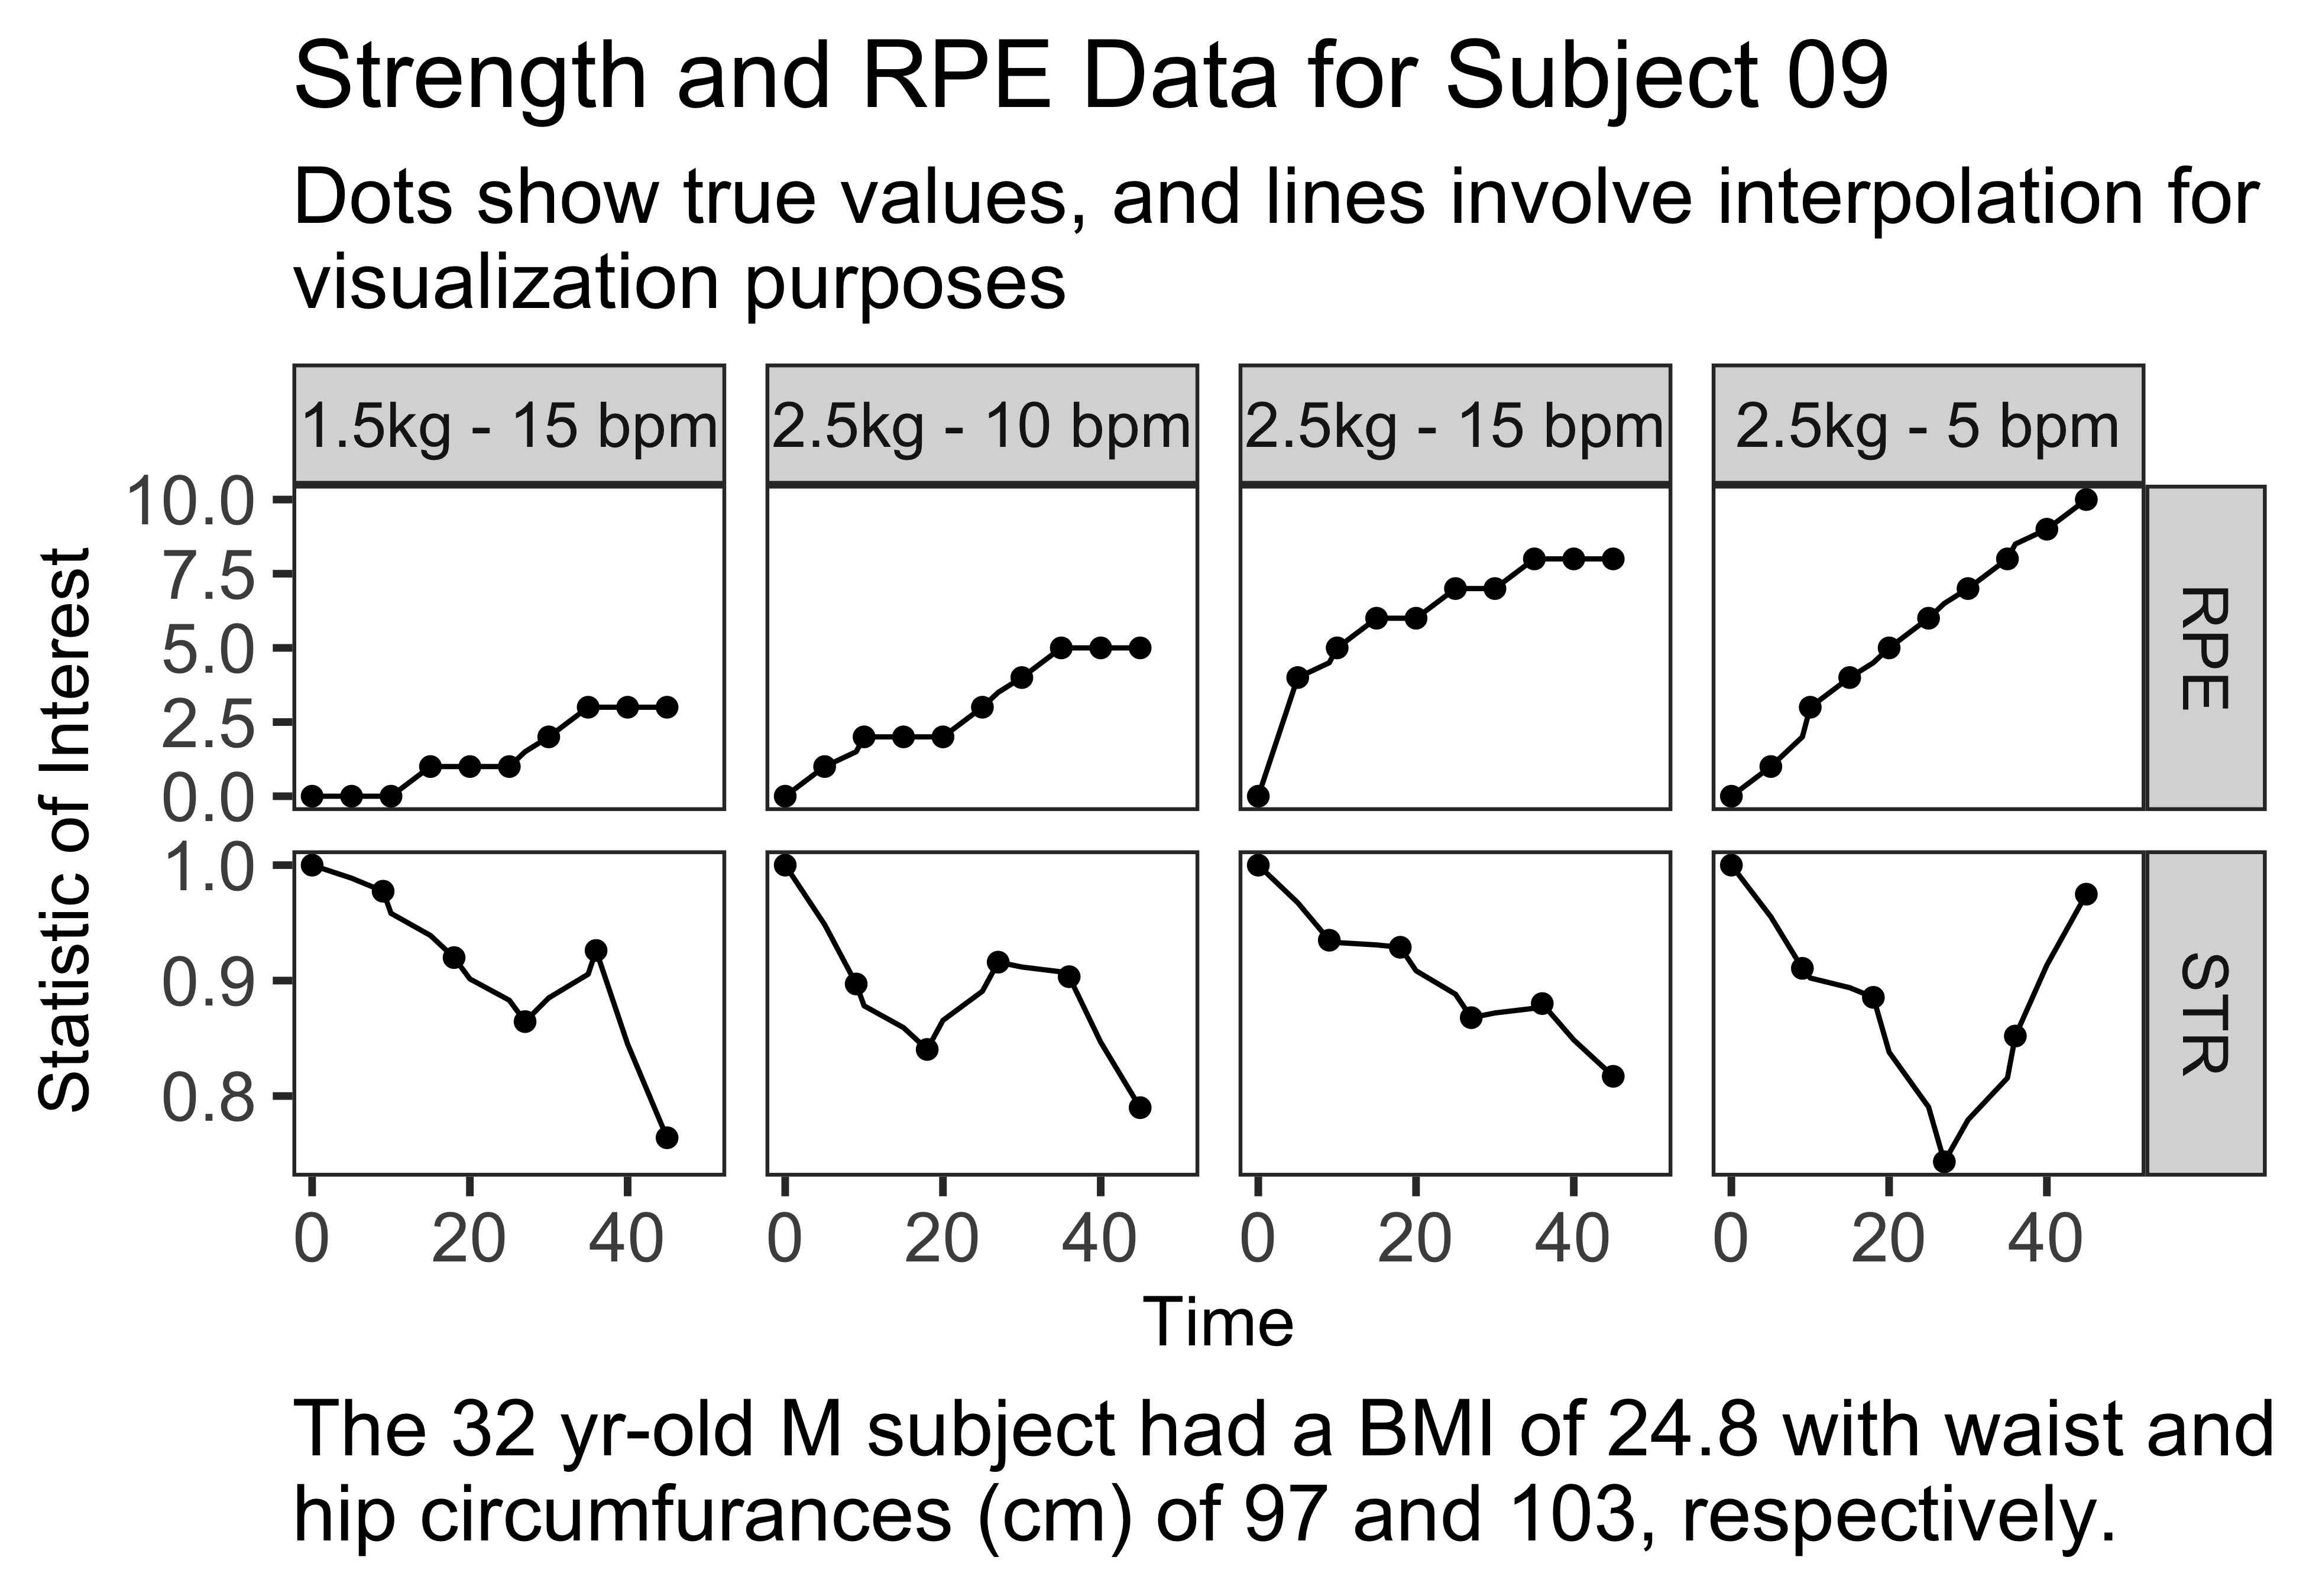 Strength and RPE Data for Subject 09
Dots show true values, and lines involve interpolation for
visualization purposes
1.5kg - 15 bpm
2.5kg - 10 bpm
2.5kg - 15 bpm
2.5kg - 5 bpm
10.0
7.5
5.0
2.5
0.0
RPE
Statistic of Interest
1.0
0.9
0.8
STR
0 20 40
0 20 40
0 20 40
0 20 40
Time
The 32 yr-old M subject had a BMI of 24.8 with waist and
hip circumfurances (cm) of 97 and 103, respectively.